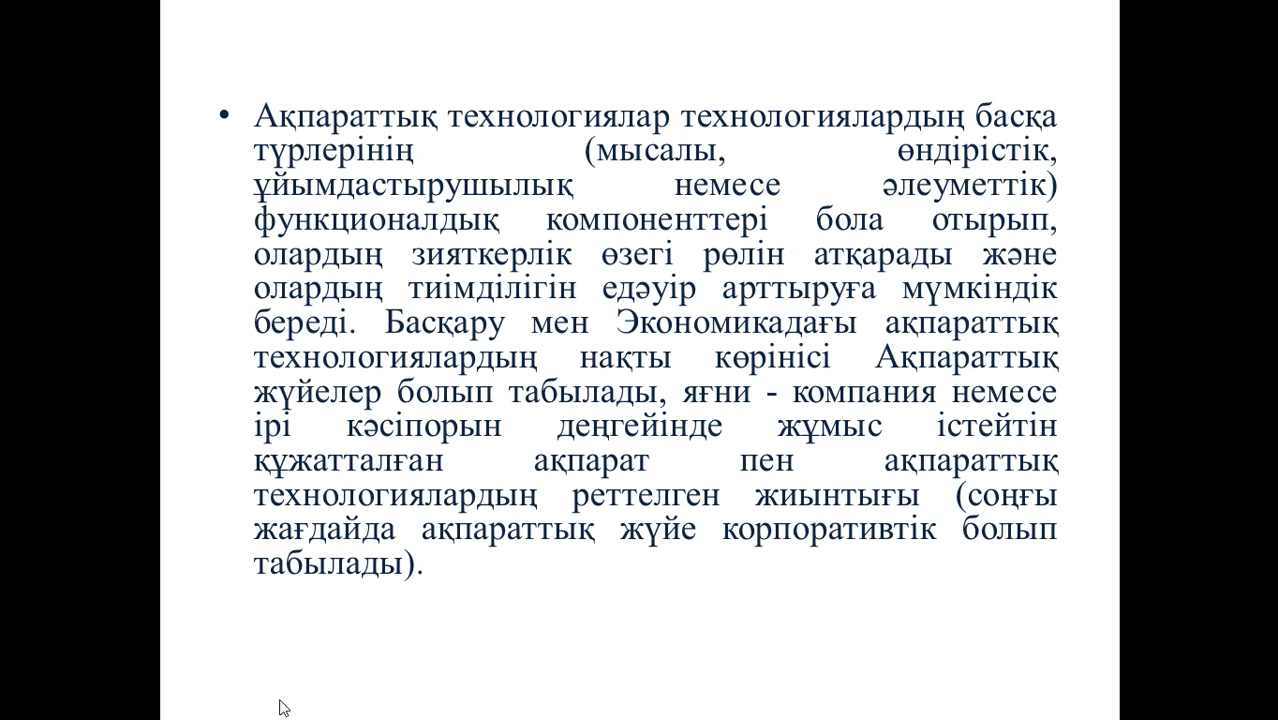 • Ақпараттық технологиялар технологиялардың басқа
түрлерінің (мысалы, өндірістік,
ұйымдастырушылық немесе әлеуметтік)
функционалдық компоненттері бола отырып,
олардың зияткерлік өзегі рөлін атқарады және
олардың тиімділігін едәуір арттыруға мүмкіндік
береді. Басқару мен Экономикадағы ақпараттық
технологиялардың нақты көрінісі Ақпараттық
жүйелер болып табылады, яғни - компания немесе
ірі кәсіпорын деңгейінде жұмыс істейтін
құжатталған ақпарат пен ақпараттық
технологиялардың реттелген жиынтығы (соңғы
жағдайда ақпараттық жүйе корпоративтік болып
табылады).